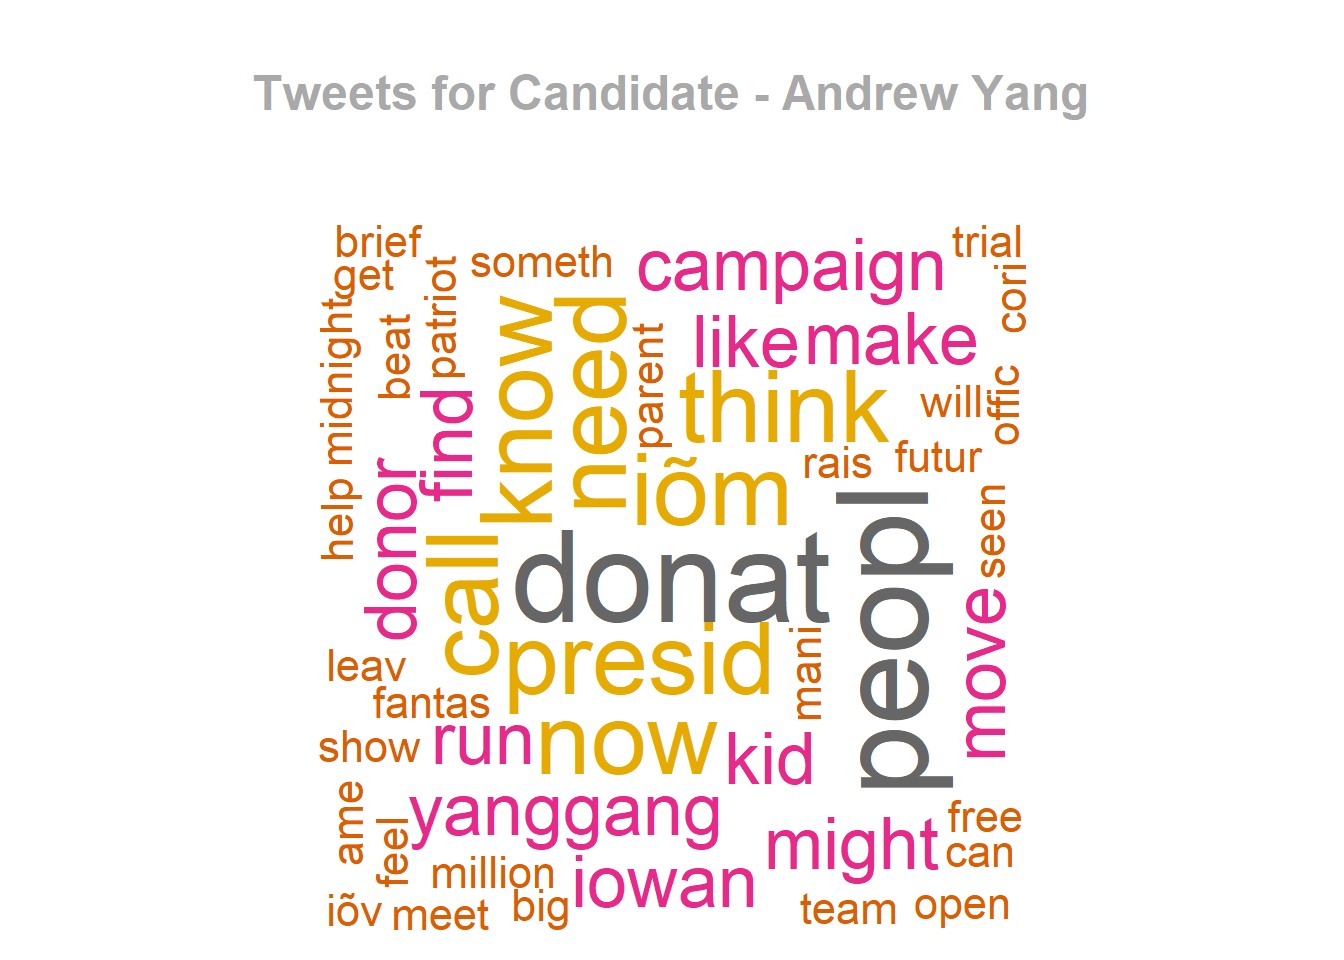 Tweets for Candidate - Andrew Yang
brief
someth
campaign
trial
get
patriot
cori
midnight
beat
know
need
parent
like
make
think
will
offic
find
help
donor
iõm
rais
futur
peopl
seen
call
donat
move
presid
mani
leav
fantas
show
run
now
kid
ame
feel
yanggang
might
free
can
million
iowan
iõv
meet
big
team
open